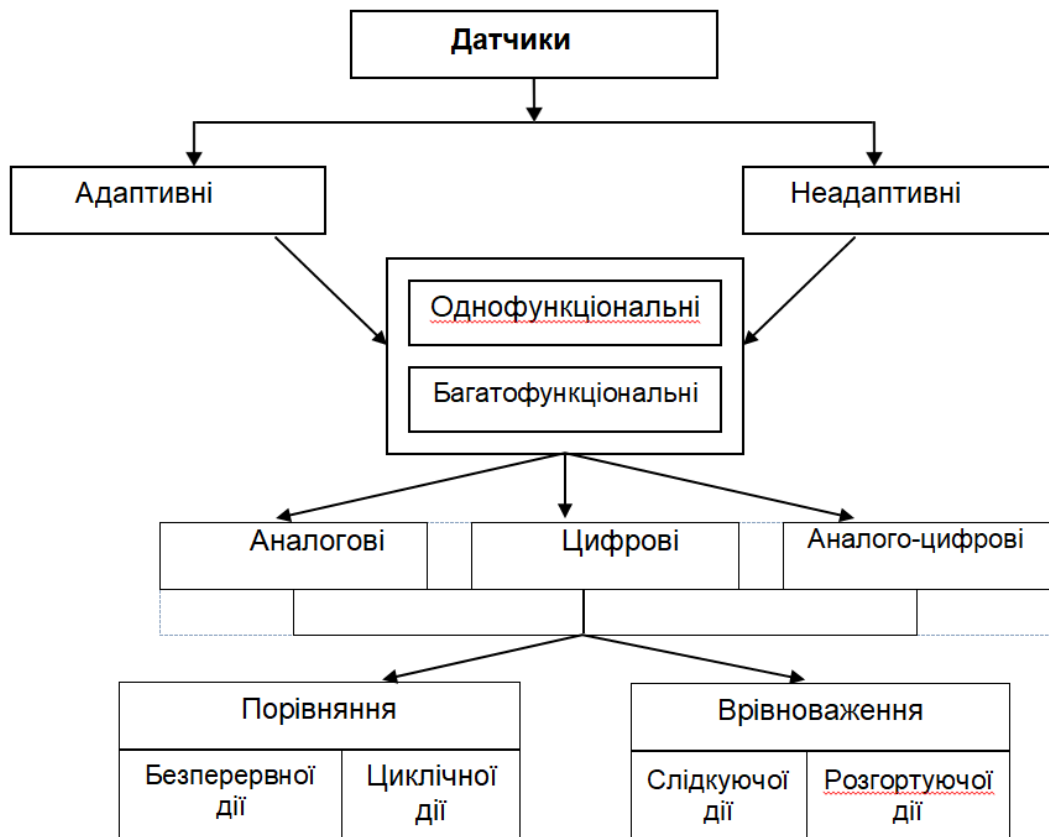 Датчики
Адаптивні
Неадаптивні
Однофункціональні
Багатофункціональні
Аналогові
Цифрові
Аналого-цифрові
Порівняння
Врівноваження
Безперервної
дії
Циклічної
дії
Слідкуючої
дії
Розгортуючої
дії